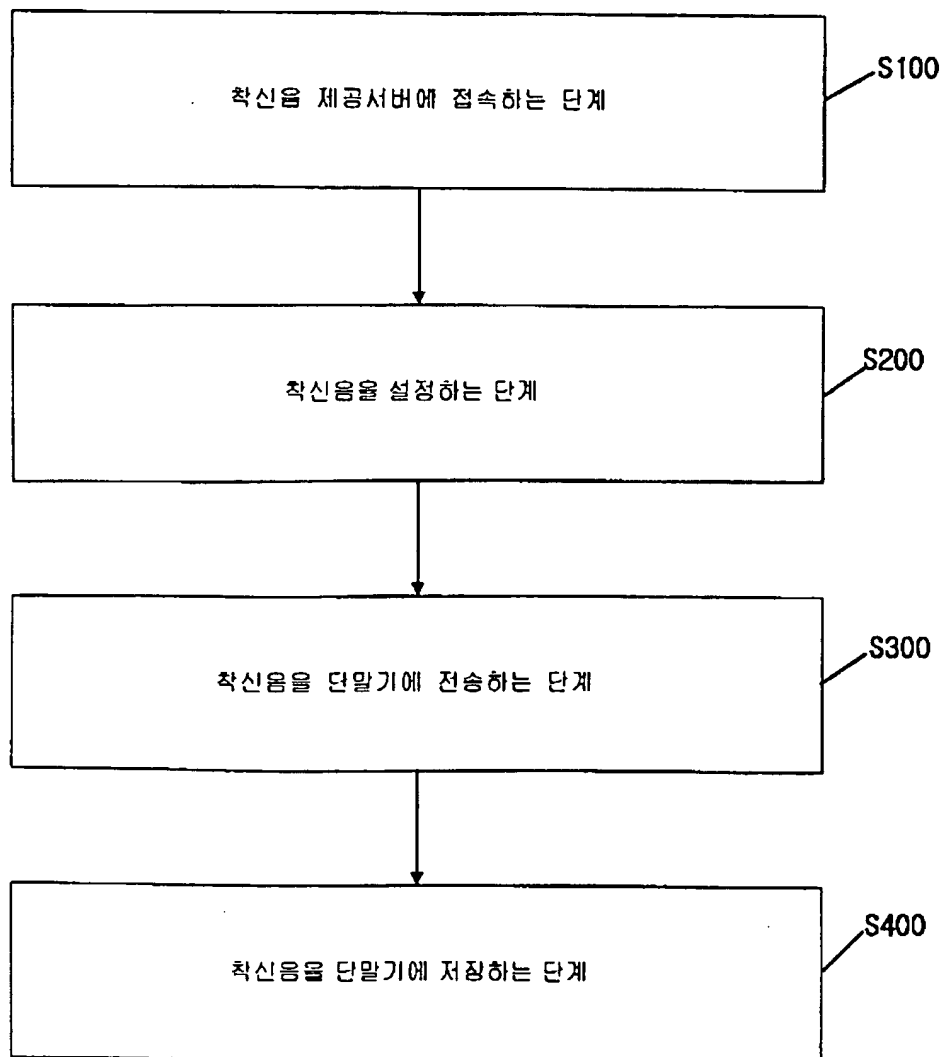 착신음 제공서버에 접속하는 단계
S100
착신음을 설정하는 단계
S200
착신음을 단말기에 전송하는 단계
S300
착신음을 단말기에 저장하는 단계
S400